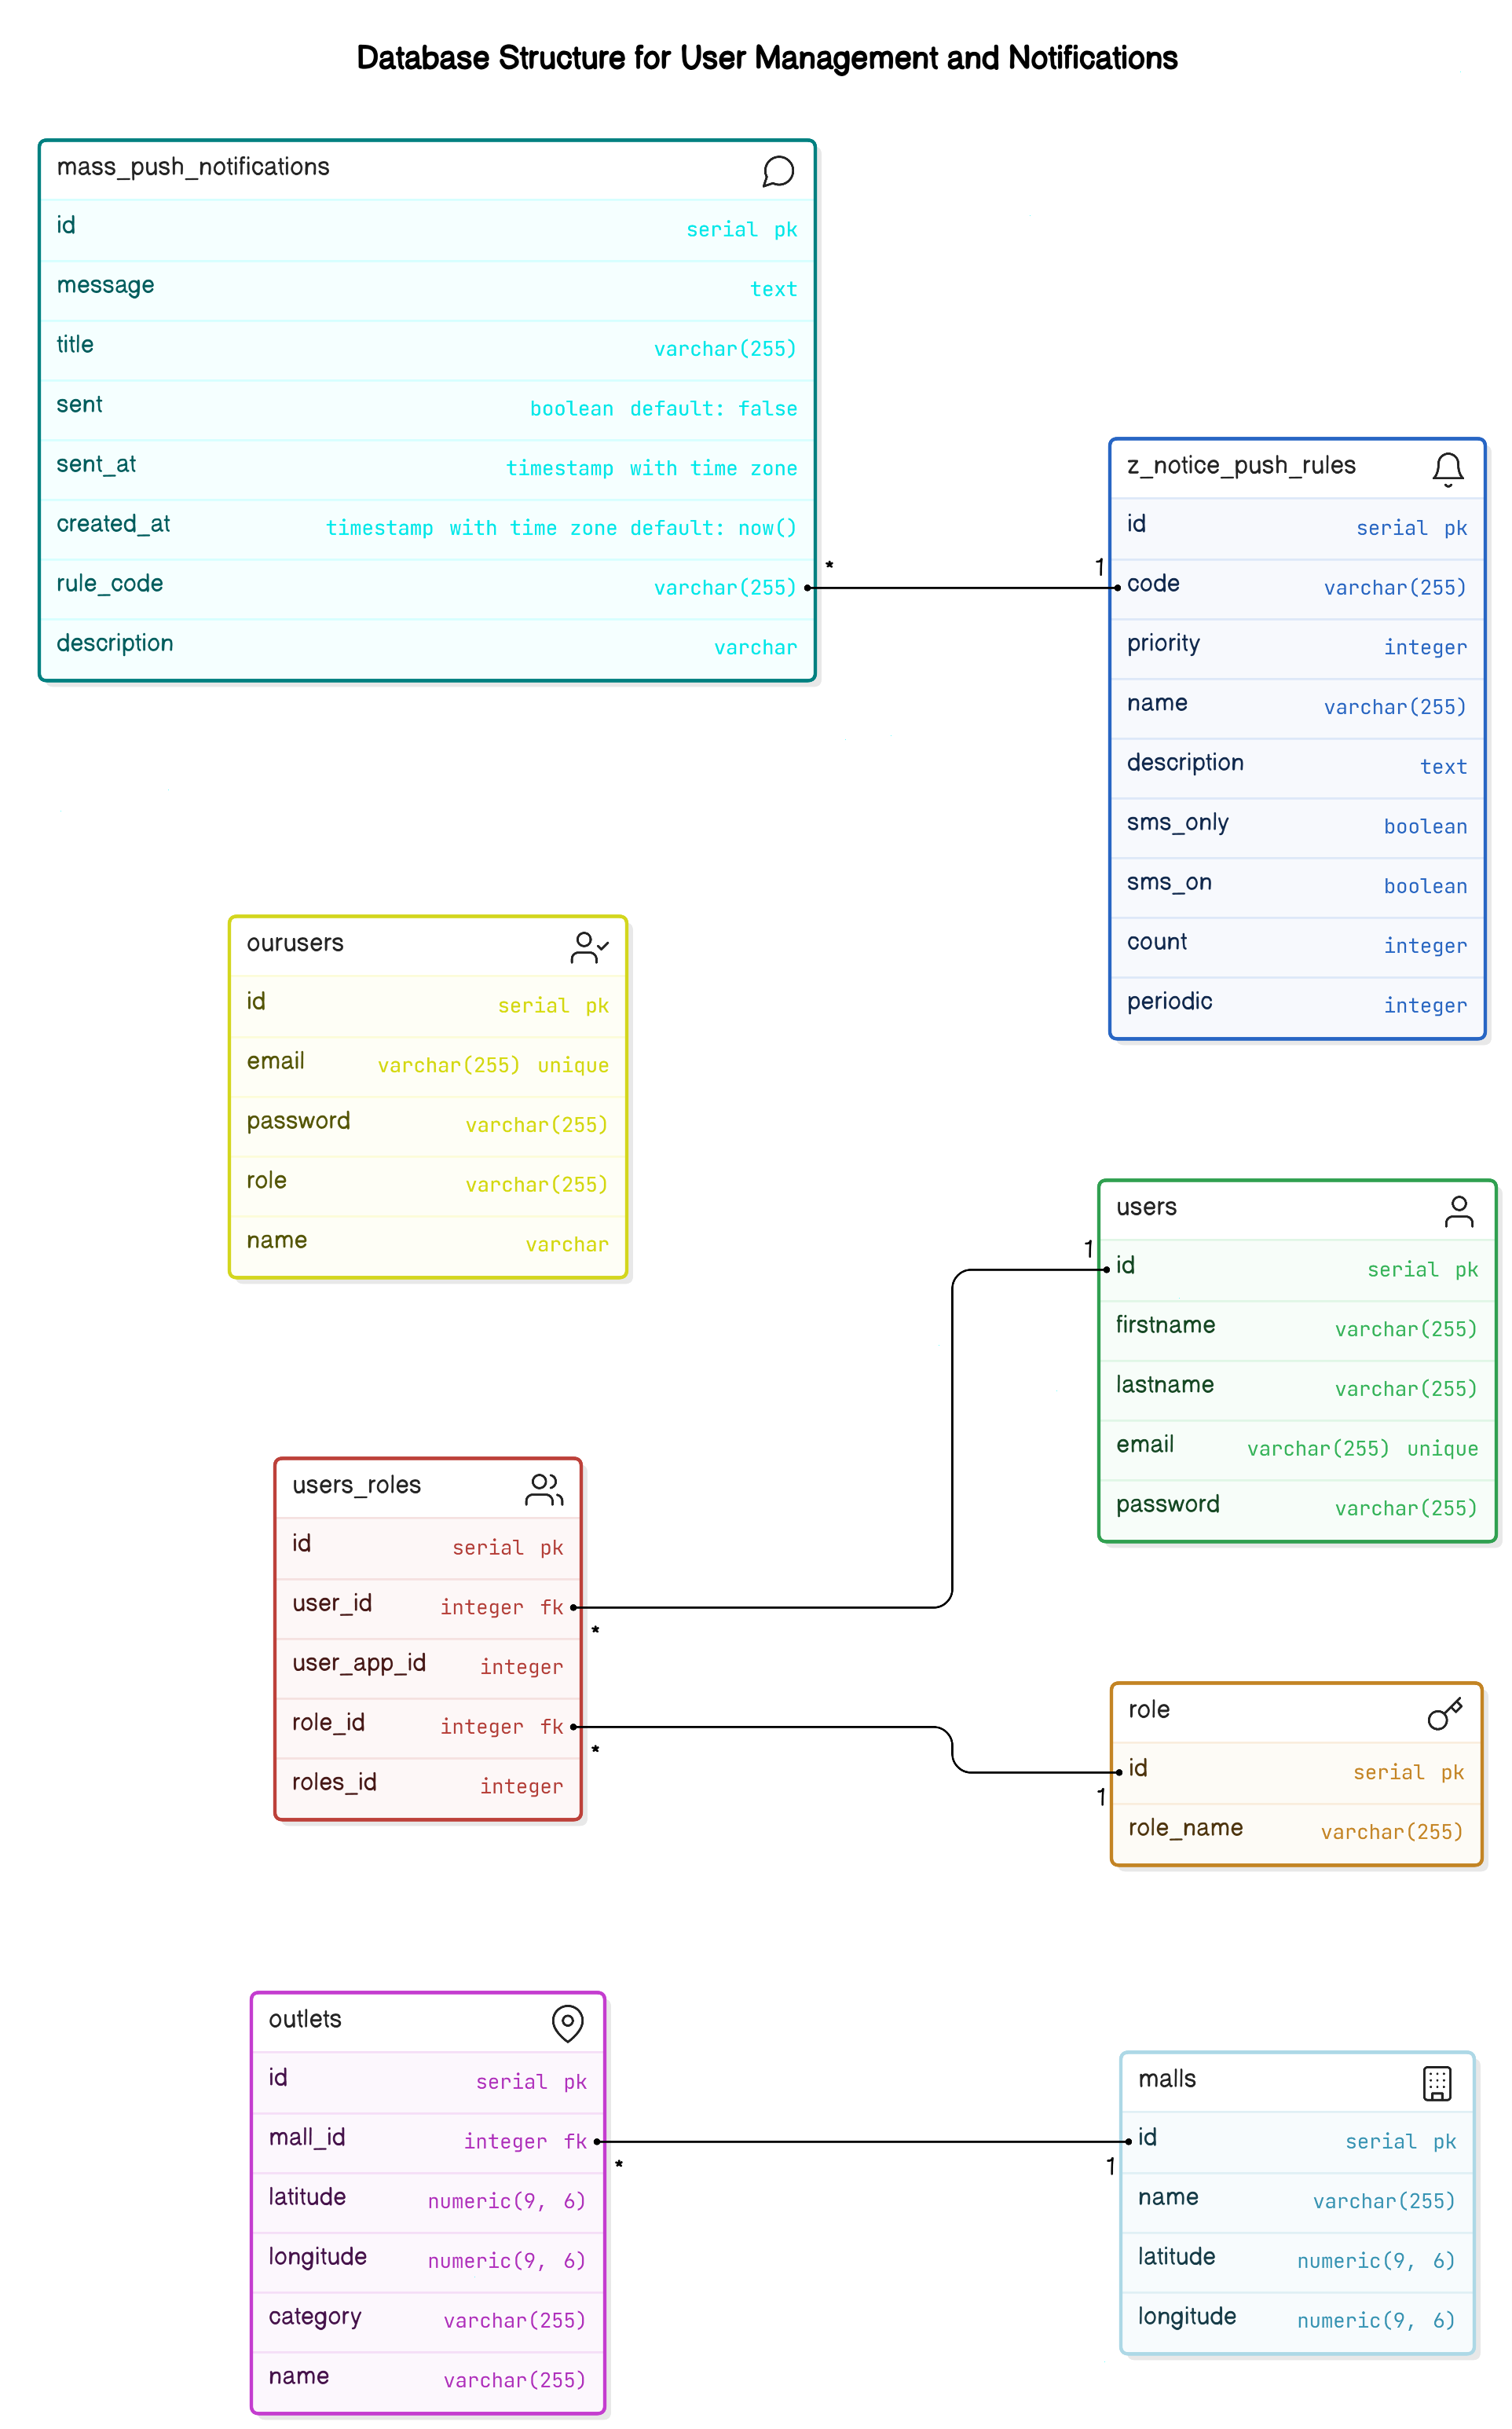 Database Structure for User Management and Notifications
mass_push_notifications
id serial pk
message text
title varchar(255)
sent boolean default: false
sent_at timestamp with time zone
created_at timestamp with time zone default: now()
rule_code varchar(255)
description varchar
* 1
z_notice_push_rules
id serial pk
code varchar(255)
priority integer
name varchar(255)
description text
sms_only boolean
sms_on boolean
count integer
periodic integer
ourusers
id serial pk
email varchar(255) unique
password varchar(255)
role varchar(255)
name varchar
users
1
id serial pk
firstname varchar(255)
lastname varchar(255)
email varchar(255) unique
password varchar(255)
users_roles
id serial pk
user_id integer fk
*
user_app_id integer
role_id integer fk
*
roles_id integer
role
id serial pk
1
role_name varchar(255)
outlets
id serial pk
mall_id integer fk
*
latitude numeric(9, 6)
longitude numeric(9, 6)
category varchar(255)
name varchar(255)
malls
id serial pk
1
name varchar(255)
latitude numeric(9, 6)
longitude numeric(9, 6)